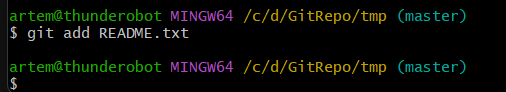 artem@thunderobot MINGW64 /c/d/GitRepo/tmp (master)
$ git add README.txt
artem@thunderobot MINGW64 /c/d/GitRepo/tmp (master)
$